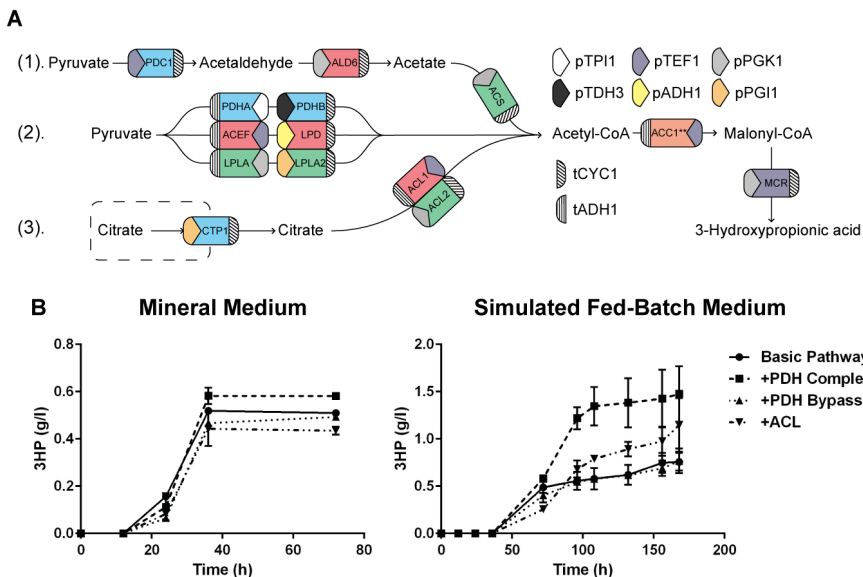 A
(1). Pyruvate PDC1 Acetaldehyde ALD6 Acetate
ACS
pTPI1 pTEF1 pPGK1
pTDH3 pADH1 pPGI1
(2). Pyruvate
PDHA PDHB
ACEF LPD
LPLA LPLA2
Acetyl-CoA ACC1** Malonyl-CoA
ACL1
ACL2
tCYC1
tADH1
MCR
(3). Citrate CTP1 Citrate
3-Hydroxypropionic acid
B
Mineral Medium
3HP (g/l)
0.8
0.6
0.4
0.2
0.0
0 20 40 60 80
Time (h)
Simulated Fed-Batch Medium
3HP (g/l)
2.0
1.5
1.0
0.5
0.0
0 50 100 150 200
Time (h)
Basic Pathway
+PDH Comple
+PDH Bypass
+ACL